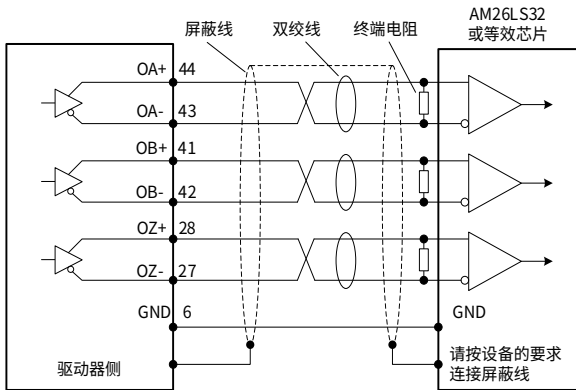 AM26LS32
或等效芯片
屏蔽线
双绞线
终端电阻
OA+
44
OA-
43
OB+
41
OB-
42
OZ+
28
OZ-
27
GND
6
GND
驱动器侧
请按设备的要求
连接屏蔽线